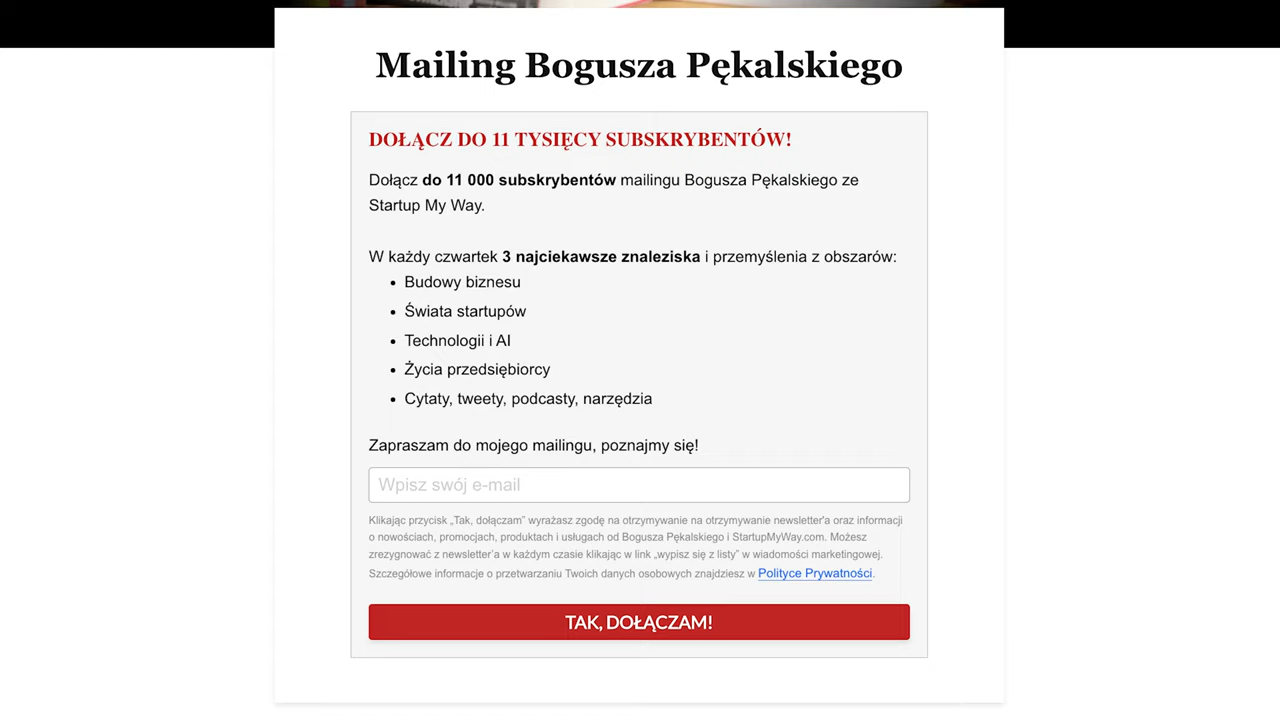 Mailing Bogusza Pękalskiego
DOŁĄCZ DO 11 TYSIĘCY SUBSKRYBENTÓW!
Dołącz do 11 000 subskrybentów mailingu Bogusza Pękalskiego ze
Startup My Way.
W każdy czwartek 3 najciekawsze znaleziska i przemyślenia z obszarów:
• Budowy biznesu
• Świata startupów
• Technologii i AI
• Życia przedsiębiorcy
• Cytaty, tweety, podcasty, narzędzia
Zapraszam do mojego mailingu, poznajmy się!
Wpisz swój e-mail
Klikając przycisk „Tak, dołączam” wyrażasz zgodę na otrzymywanie na otrzymywanie newsletter'a oraz informacji
o nowościach, promocjach, produktach i usługach od Bogusza Pękalskiego i StartupMyWay.com. Możesz
zrezygnować z newsletter'a w każdym czasie klikając w link „wypisz się z listy” w wiadomości marketingowej.
Szczegółowe informacje o przetwarzaniu Twoich danych osobowych znajdziesz w Polityce Prywatności.
TAK, DOŁĄCZAM!